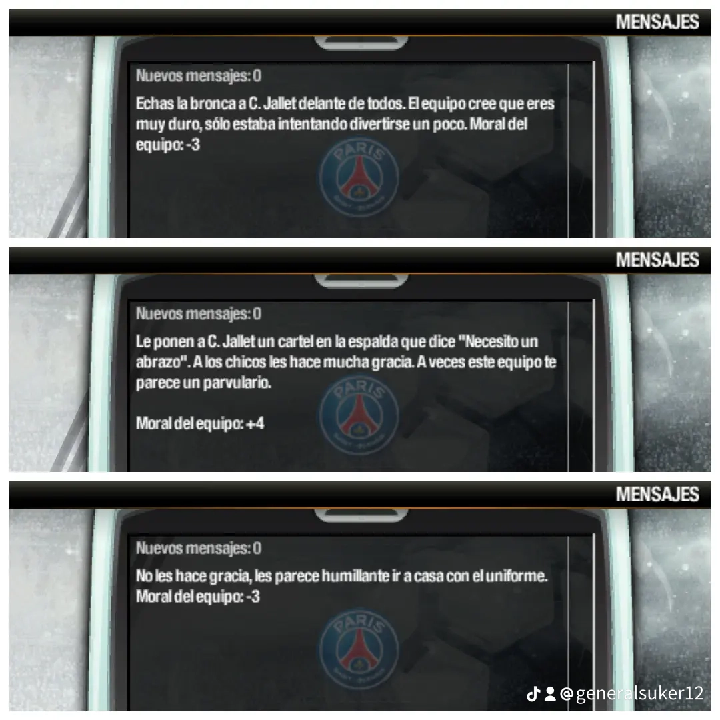 MENSAJES
Nuevos mensajes: 0
Echas la bronca a C. Jallet delante de todos. El equipo cree que eres
muy duro, sólo estaba intentando divertirse un poco. Moral del
equipo: -3
PARIS
MENSAJES
Nuevos mensajes: 0
Le ponen a C. Jallet un cartel en la espalda que dice "Necesito un
abrazo". A los chicos les hace mucha gracia. A veces este equipo te
parece un parvulario.
Moral del equipo: +4
PARIS
MENSAJES
Nuevos mensajes: 0
No les hace gracia, les parece humillante ir a casa con el uniforme.
Moral del equipo: -3
PARIS
@generalsuker12